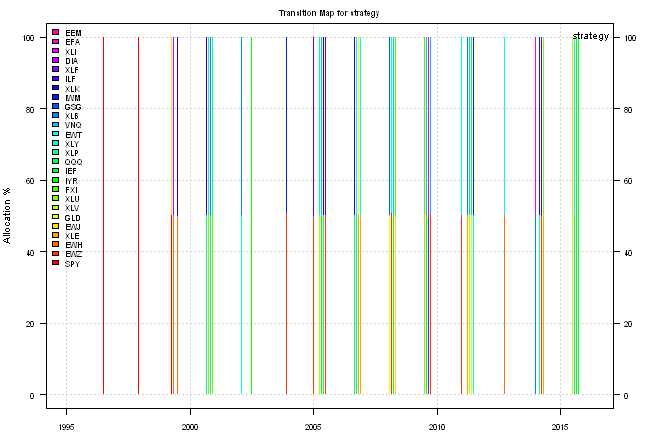 Transition Map for strategy
strategy
EEM
EFA
XLI
DIA
XLF
ILF
XLK
IWM
GSG
XLB
VNQ
EWT
XLY
XLP
QQQ
IEF
IYR
FXI
XLU
XLV
GLD
EWJ
XLE
EWH
EWZ
SPY
Allocation %
100
80
60
40
20
0
100
80
60
40
20
0
1995 2000 2005 2010 2015